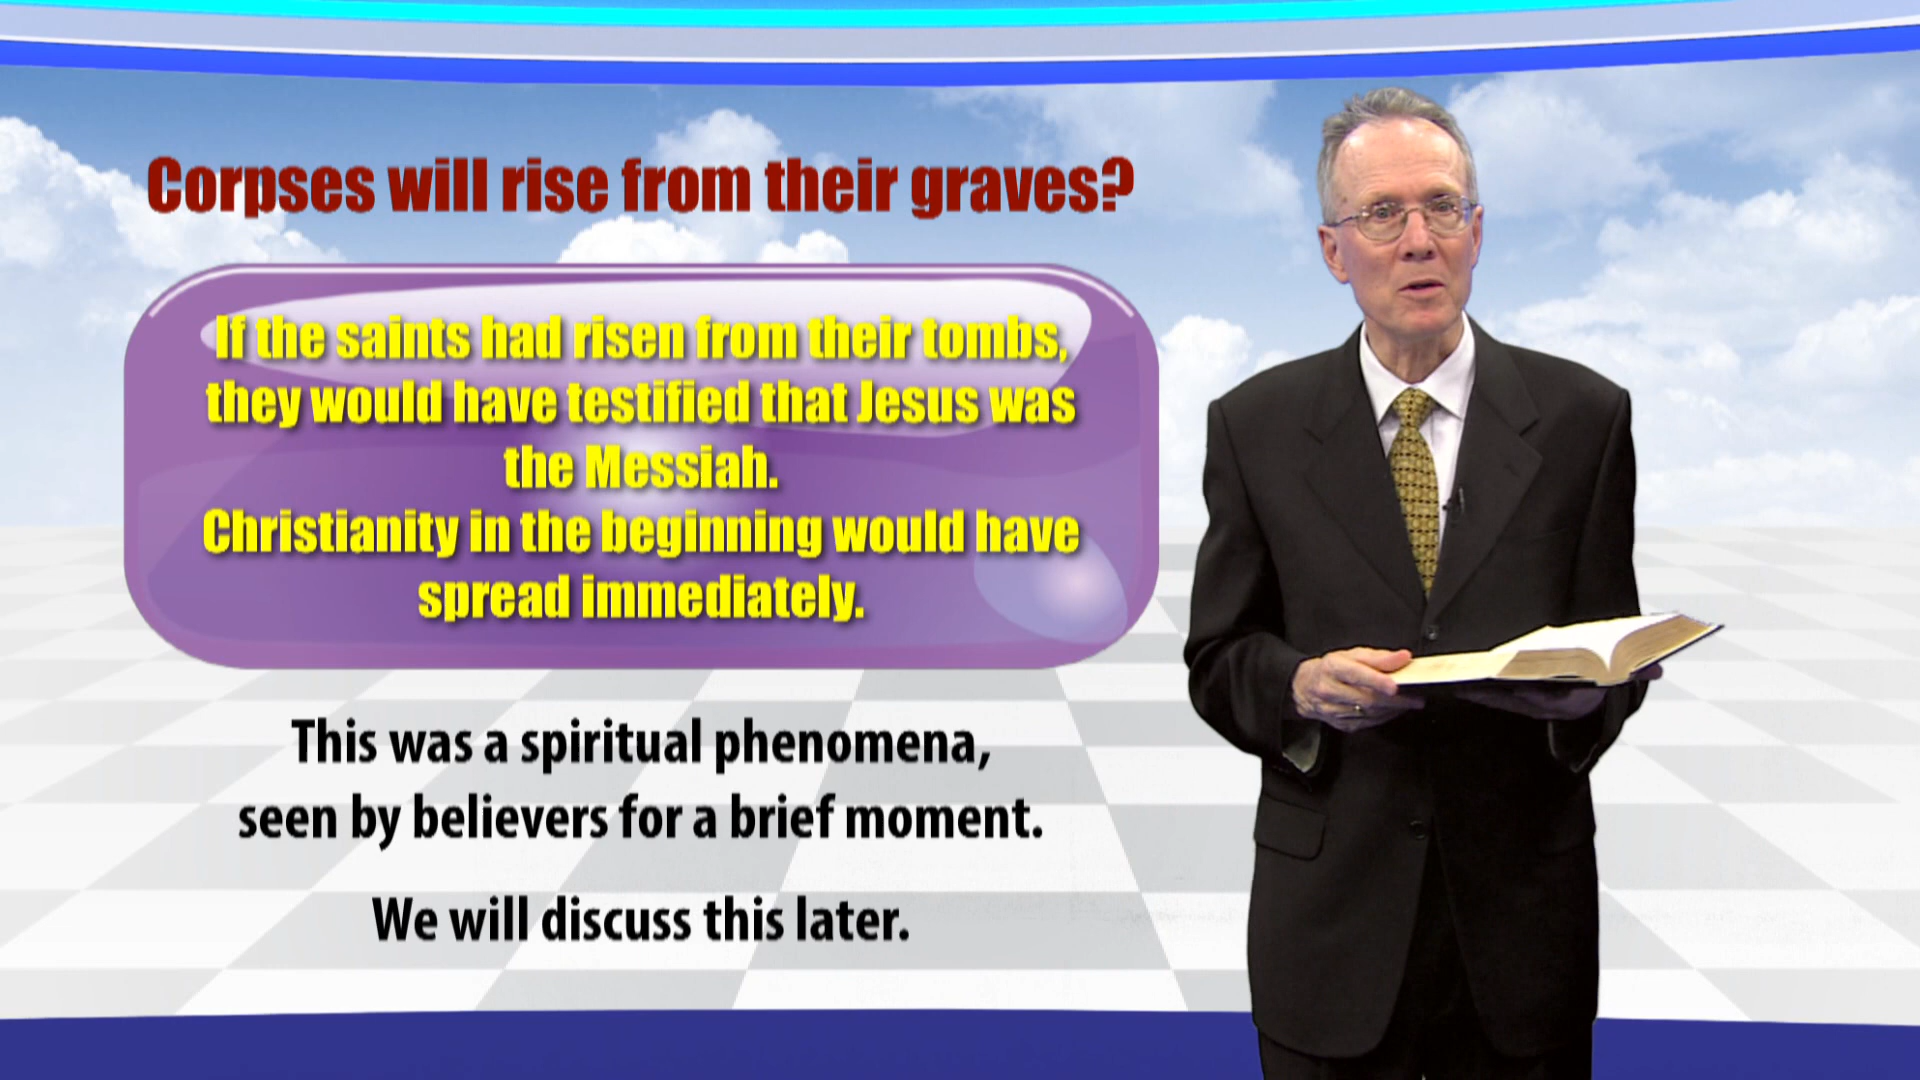 Corpses will rise from their graves?
If the saints had risen from their tombs,
they would have testified that Jesus was
the Messiah.
Christianity in the beginning would have
spread immediately.
This was a spiritual phenomena,
seen by believers for a brief moment.
We will discuss this later.